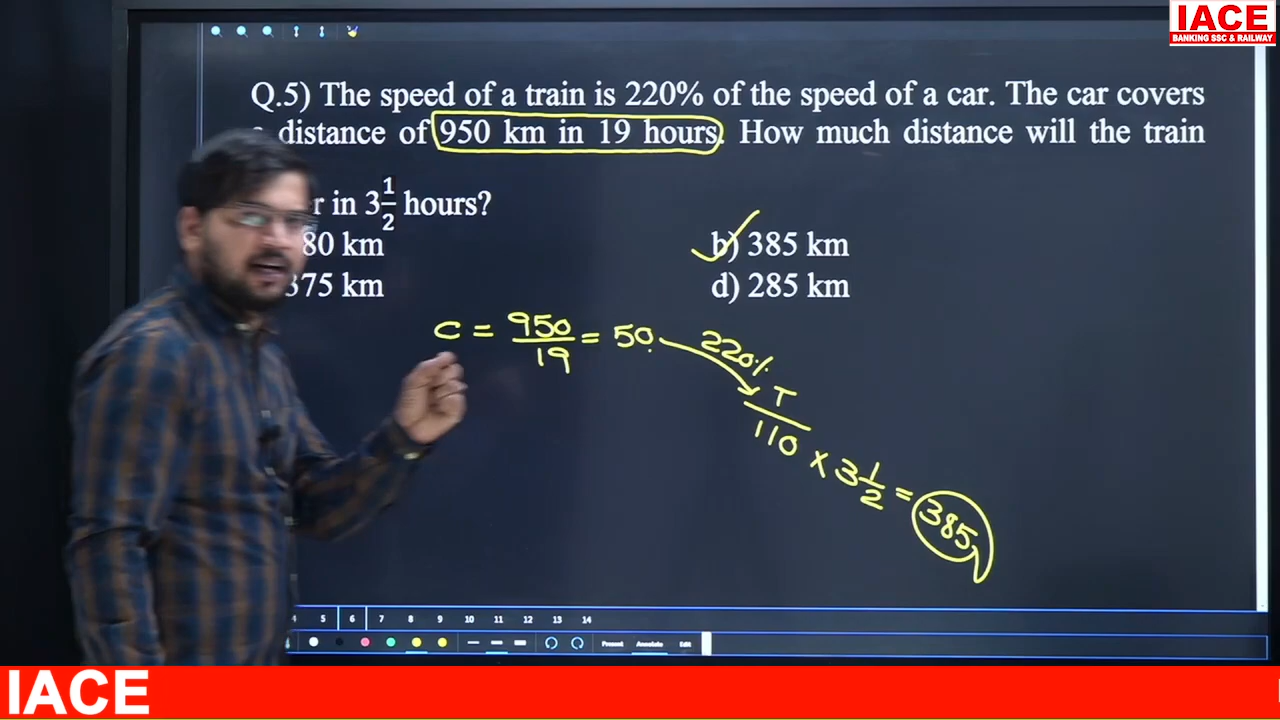 IACE
BANKING SSC & RAILWAY
Q.5) The speed of a train is 220% of the speed of a car. The car covers
distance of 950 km in 19 hours. How much distance will the train
r in 3 1/2 hours?
80 km
b) 385 km
375 km
d) 285 km
C = 950/19 = 50
220%
T
110 × 3 1/2 = 385
4 5 6 7 8 9 10 11 12 13 14
Present Annotate Edit
IACE